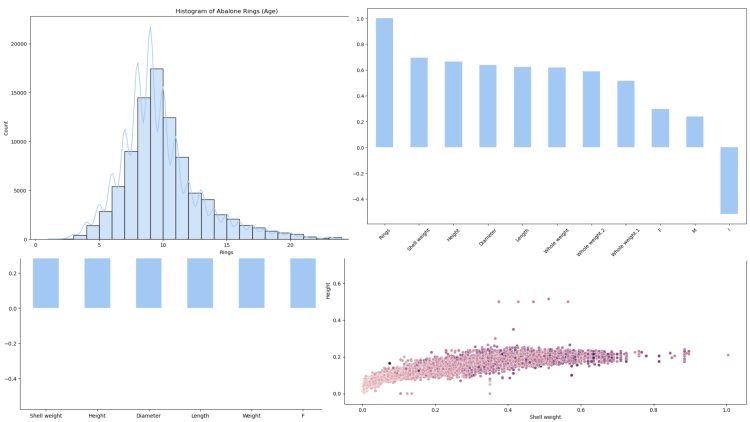 Histogram of Abalone Rings (Age)
20000
15000
10000
5000
0
Count
0 5 10 15 20
Rings
1.0
0.8
0.6
0.4
0.2
0.0
−0.2
−0.4
Rings Shell weight Height Diameter Length Whole weight Whole weight.2 Whole weight.1 F M I
0.2
0.0
−0.2
−0.4
Shell weight Height Diameter Length Weight F
Height
0.6
0.4
0.2
0.0
0.0 0.2 0.4 0.6 0.8 1.0
Shell weight